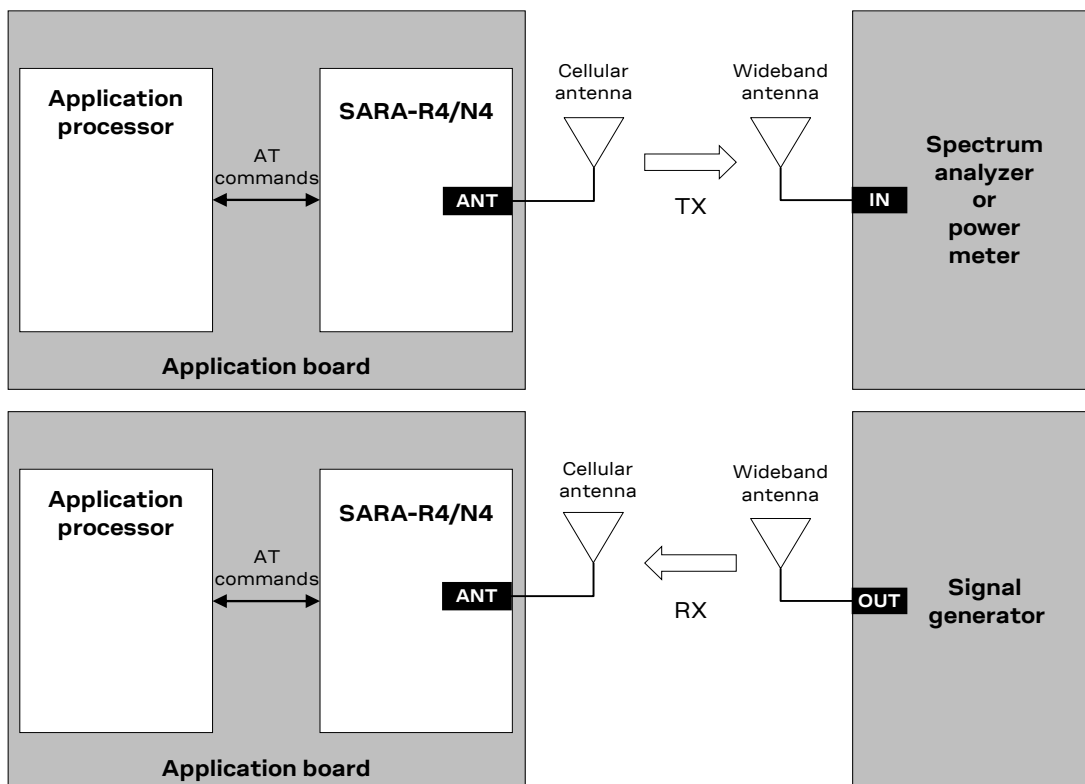 Application
processor
AT
commands
SARA-R4/N4
ANT
Application board
Cellular
antenna
TX
Wideband
antenna
IN
Spectrum
analyzer
or
power
meter
Application
processor
AT
commands
SARA-R4/N4
ANT
Application board
Cellular
antenna
RX
Wideband
antenna
OUT
Signal
generator